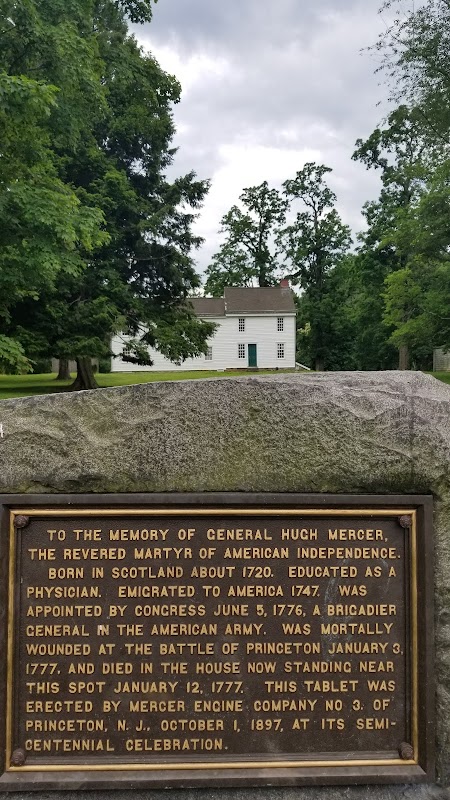 TO THE MEMORY OF GENERAL HUGH MERCER,
THE REVERED MARTYR OF AMERICAN INDEPENDENCE.
BORN IN SCOTLAND ABOUT 1720. EDUCATED AS A
PHYSICIAN. EMIGRATED TO AMERICA 1747. WAS
APPOINTED BY CONGRESS JUNE 5, 1776, A BRIGADIER
GENERAL IN THE AMERICAN ARMY. WAS MORTALLY
WOUNDED AT THE BATTLE OF PRINCETON JANUARY 3,
1777, AND DIED IN THE HOUSE NOW STANDING NEAR
THIS SPOT JANUARY 12, 1777. THIS TABLET WAS
ERECTED BY MERCER ENGINE COMPANY NO 3. OF
PRINCETON, N. J., OCTOBER 1, 1897, AT ITS SEMI-
CENTENNIAL CELEBRATION.